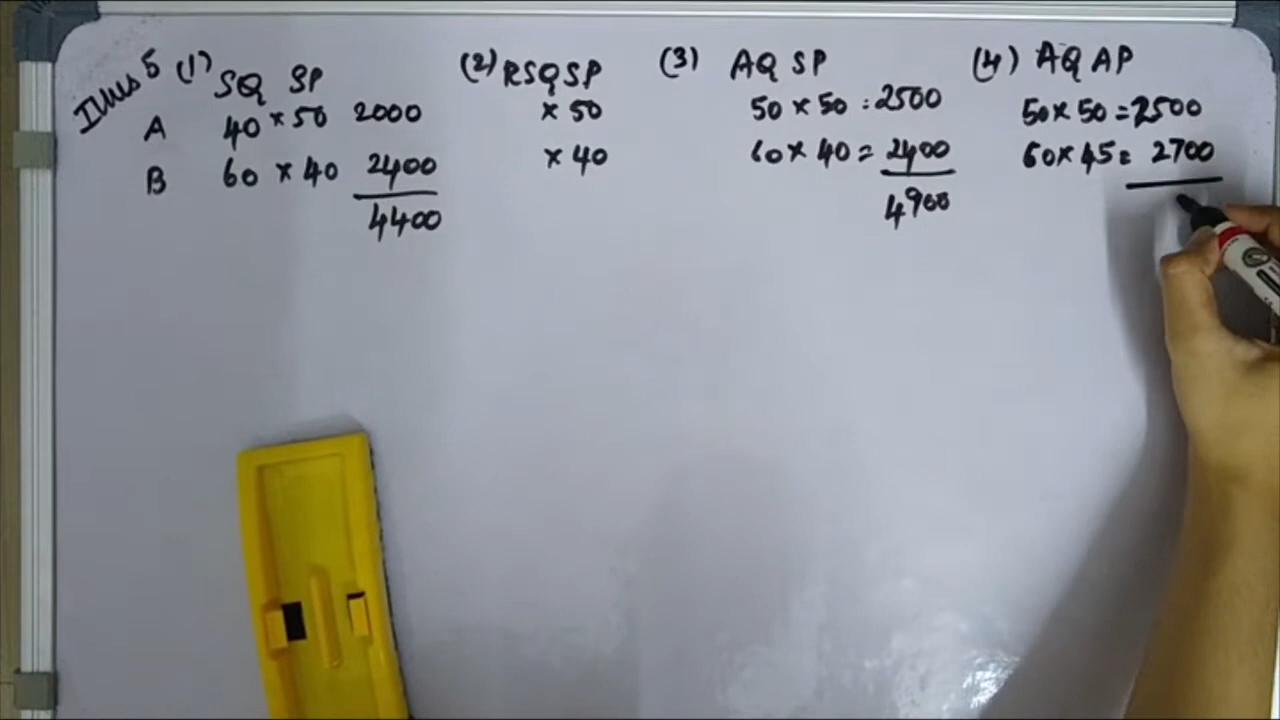 Illus 5 (1) SQ SP (2) RSQSP (3) AQ SP (4) AQ AP
A 40 × 50 2000 × 50 50 × 50 = 2500 50 × 50 = 2500
B 60 × 40 2400 × 40 60 × 40 = 2400 60 × 45 = 2700
4400 4900